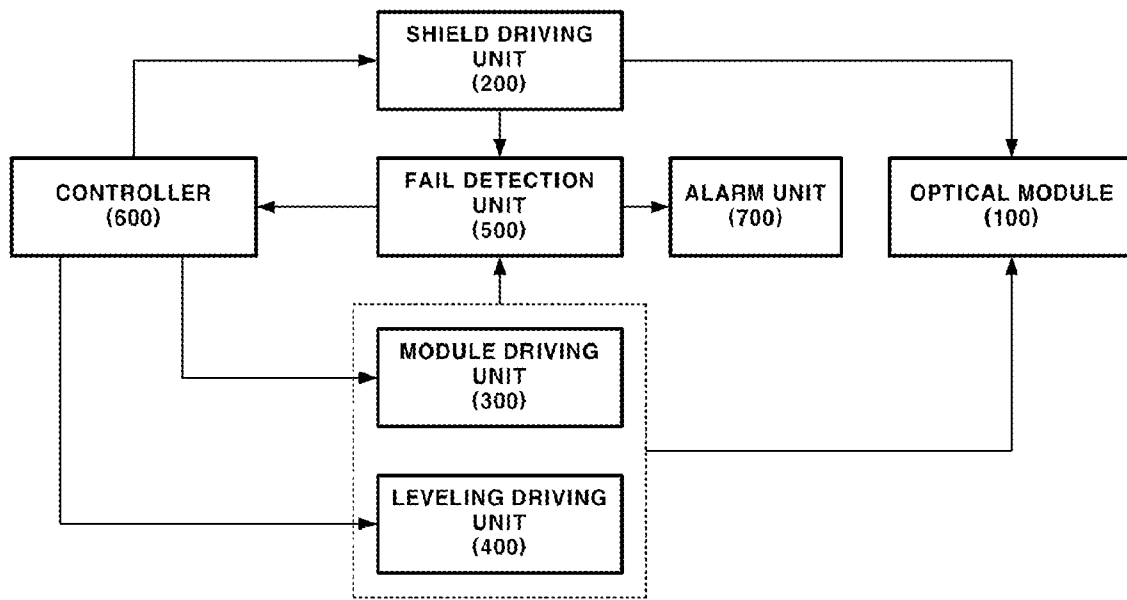 SHIELD DRIVING
UNIT
(200)
CONTROLLER
(600)
FAIL DETECTION
UNIT
(500)
ALARM UNIT
(700)
OPTICAL MODULE
(100)
MODULE DRIVING
UNIT
(300)
LEVELING DRIVING
UNIT
(400)